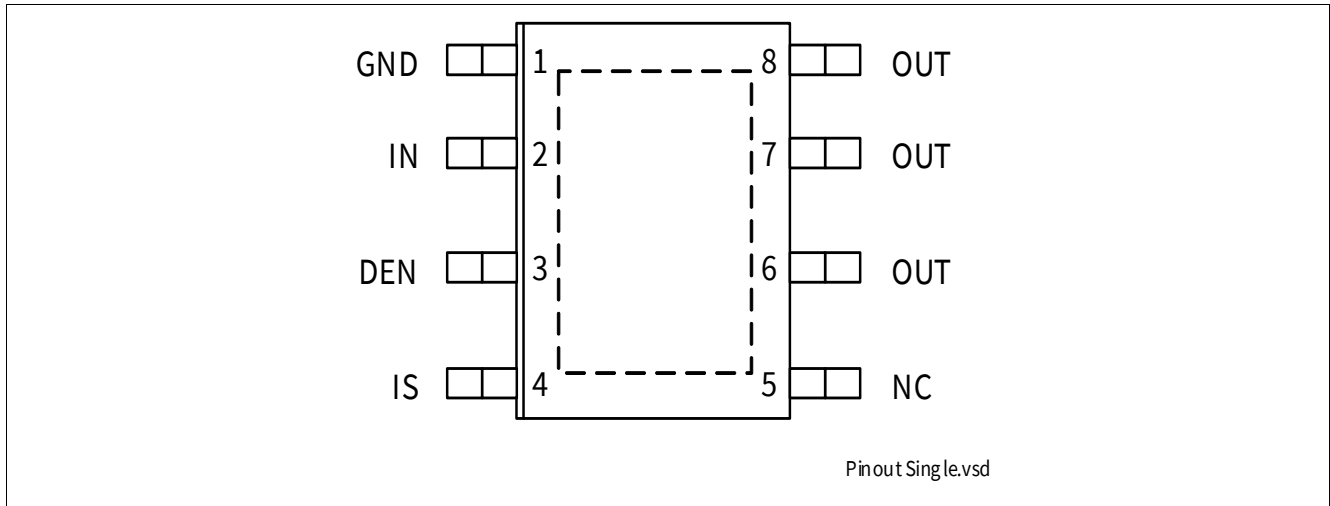 GND 1 8 OUT
IN 2 7 OUT
DEN 3 6 OUT
IS 4 5 NC
Pinout Single.vsd